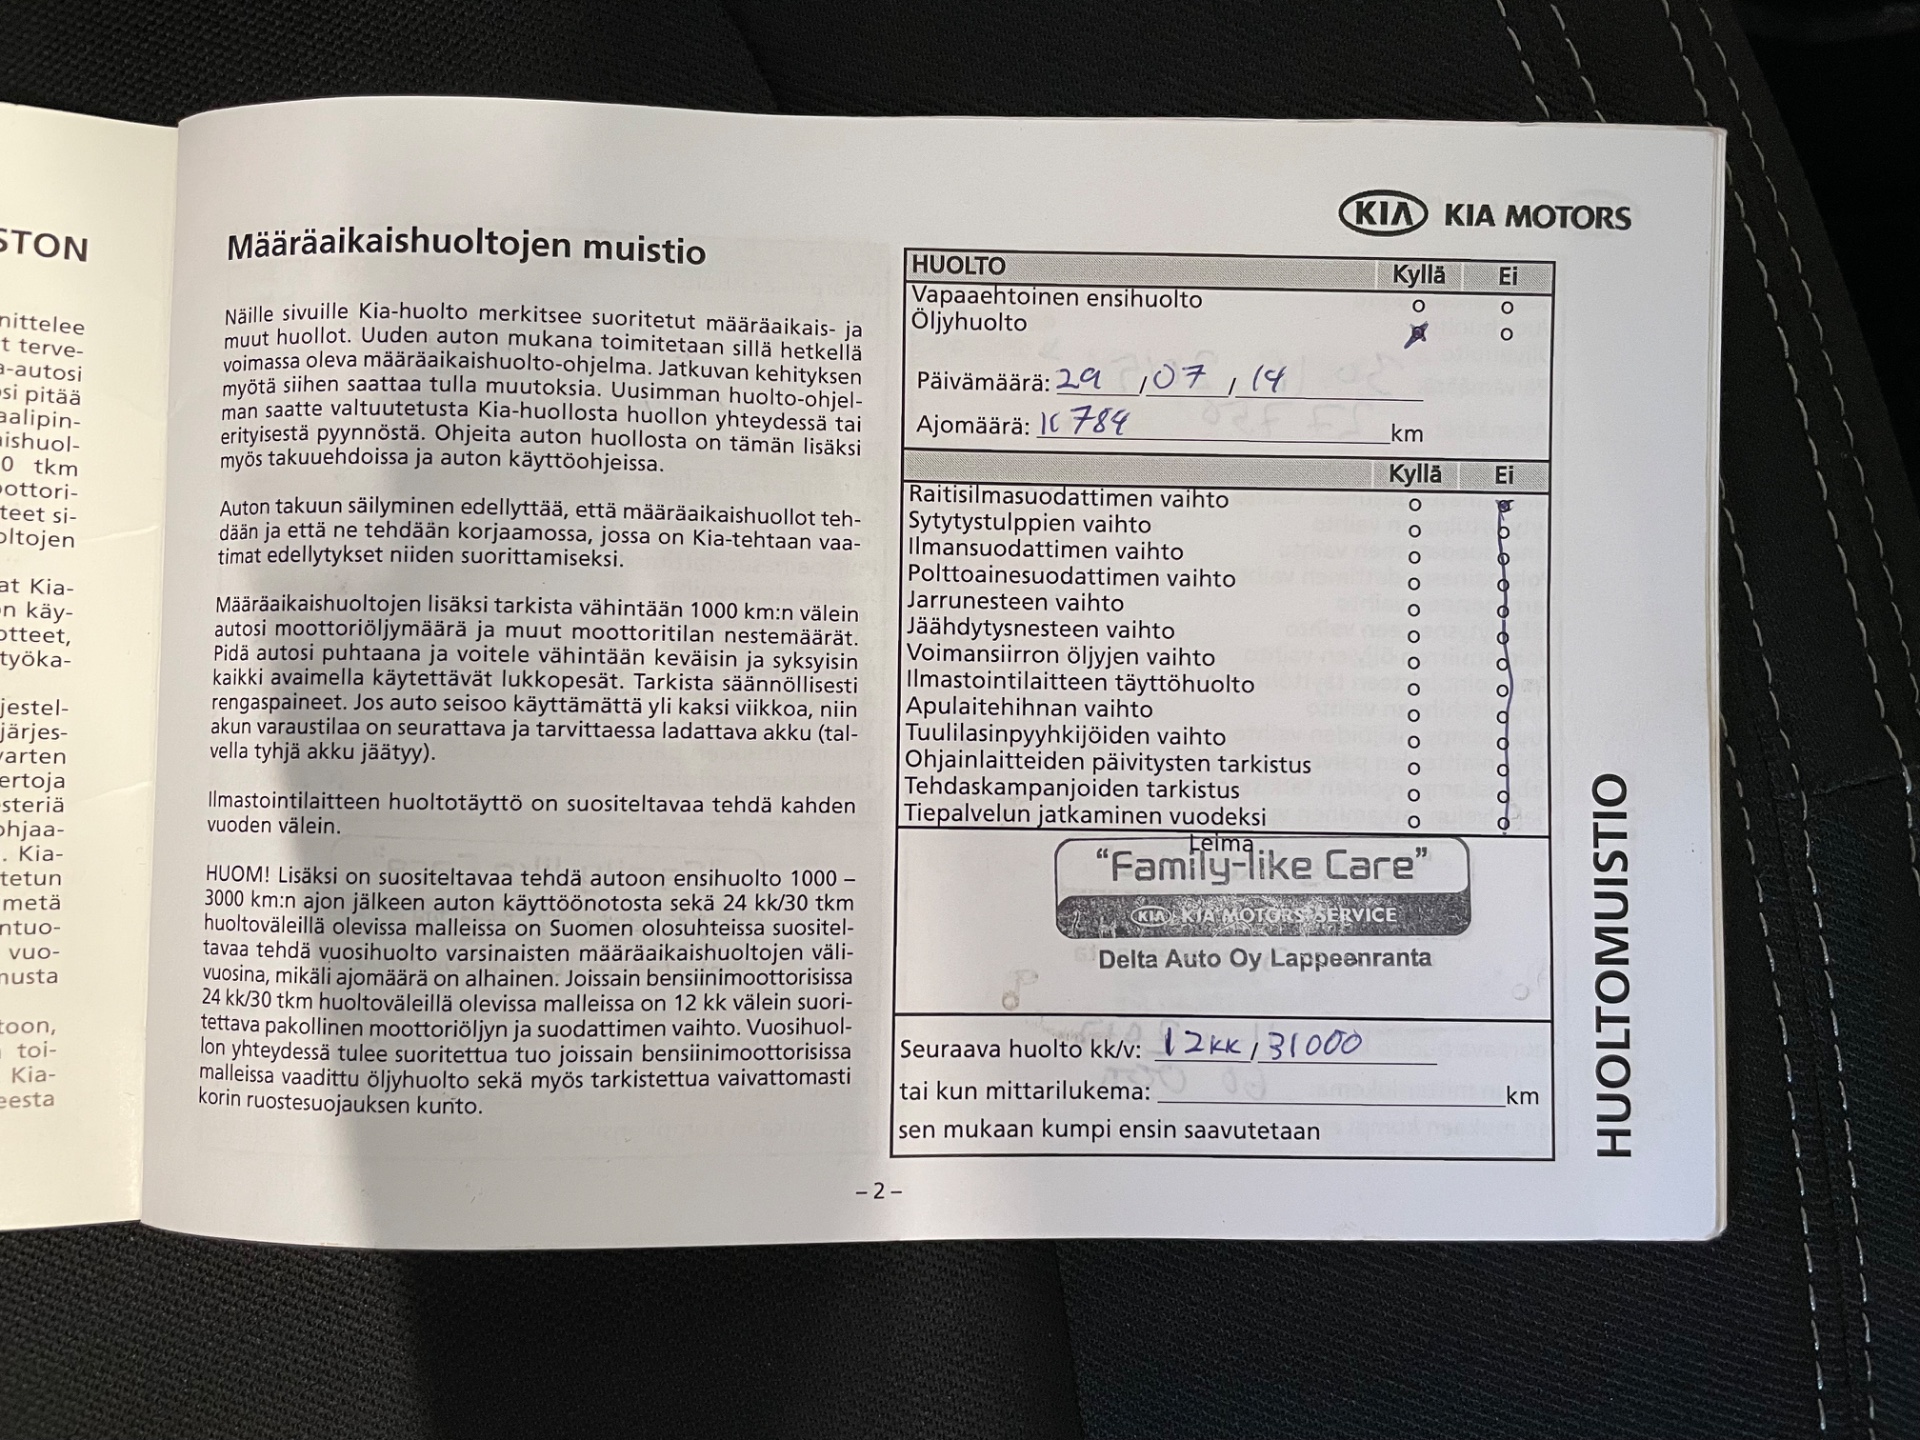 STON
nittelee
t terve-
a-autosi
si pitää
aalipin-
ishuol-
0 tkm
ottori-
teet si-
oltojen
at Kia-
n käy-
otteet,
työka-
jestel-
järjes-
varten
ertoja
steriä
ohjaa-
. Kia-
tetun
metä
ntuo-
vuo-
nusta
toon,
toi-
Kia-
eesta
Määräaikaishuoltojen muistio
Näille sivuille Kia-huolto merkitsee suoritetut määräaikais- ja
muut huollot. Uuden auton mukana toimitetaan sillä hetkellä
voimassa oleva määräaikaishuolto-ohjelma. Jatkuvan kehityksen
myötä siihen saattaa tulla muutoksia. Uusimman huolto-ohjel-
man saatte valtuutetusta Kia-huollosta huollon yhteydessä tai
erityisestä pyynnöstä. Ohjeita auton huollosta on tämän lisäksi
myös takuuehdoissa ja auton käyttöohjeissa.
Auton takuun säilyminen edellyttää, että määräaikaishuollot teh-
dään ja että ne tehdään korjaamossa, jossa on Kia-tehtaan vaa-
timat edellytykset niiden suorittamiseksi.
Määräaikaishuoltojen lisäksi tarkista vähintään 1000 km:n välein
autosi moottoriöljymäärä ja muut moottoritilan nestemäärät.
Pidä autosi puhtaana ja voitele vähintään keväisin ja syksyisin
kaikki avaimella käytettävät lukkopesät. Tarkista säännöllisesti
rengaspaineet. Jos auto seisoo käyttämättä yli kaksi viikkoa, niin
akun varaustilaa on seurattava ja tarvittaessa ladattava akku (tal-
vella tyhjä akku jäätyy).
Ilmastointilaitteen huoltotäyttö on suositeltavaa tehdä kahden
vuoden välein.
HUOM! Lisäksi on suositeltavaa tehdä autoon ensihuolto 1000 –
3000 km:n ajon jälkeen auton käyttöönotosta sekä 24 kk/30 tkm
huoltoväleillä olevissa malleissa on Suomen olosuhteissa suositel-
tavaa tehdä vuosihuolto varsinaisten määräaikaishuoltojen väli-
vuosina, mikäli ajomäärä on alhainen. Joissain bensiinimoottorisissa
24 kk/30 tkm huoltoväleillä olevissa malleissa on 12 kk välein suori-
tettava pakollinen moottoriöljyn ja suodattimen vaihto. Vuosihuol-
lon yhteydessä tulee suoritettua tuo joissain bensiinimoottorisissa
malleissa vaadittu öljyhuolto sekä myös tarkistettua vaivattomasti
korin ruostesuojauksen kunto.
KIA KIA MOTORS
HUOLTO Kyllä Ei
Vapaaehtoinen ensihuolto o o
Öljyhuolto o
Päivämäärä: 29 / 07 / 14
Ajomäärä: km
Kyllä Ei
Raitisilmasuodattimen vaihto o
Sytytystulppien vaihto o o
Ilmansuodattimen vaihto o o
Polttoainesuodattimen vaihto o o
Jarrunesteen vaihto o o
Jäähdytysnesteen vaihto o o
Voimansiirron öljyjen vaihto o o
Ilmastointilaitteen täyttöhuolto o o
Apulaitehihnan vaihto o o
Tuulilasinpyyhkijöiden vaihto o o
Ohjainlaitteiden päivitysten tarkistus o o
Tehdaskampanjoiden tarkistus o o
Tiepalvelun jatkaminen vuodeksi o o
Leima
"Family-like Care"
KIA KIA MOTORS SERVICE
Delta Auto Oy Lappeenranta
Seuraava huolto kk/v: 12 kk / 31000
tai kun mittarilukema: km
sen mukaan kumpi ensin saavutetaan
HUOLTOMUISTIO
– 2 –